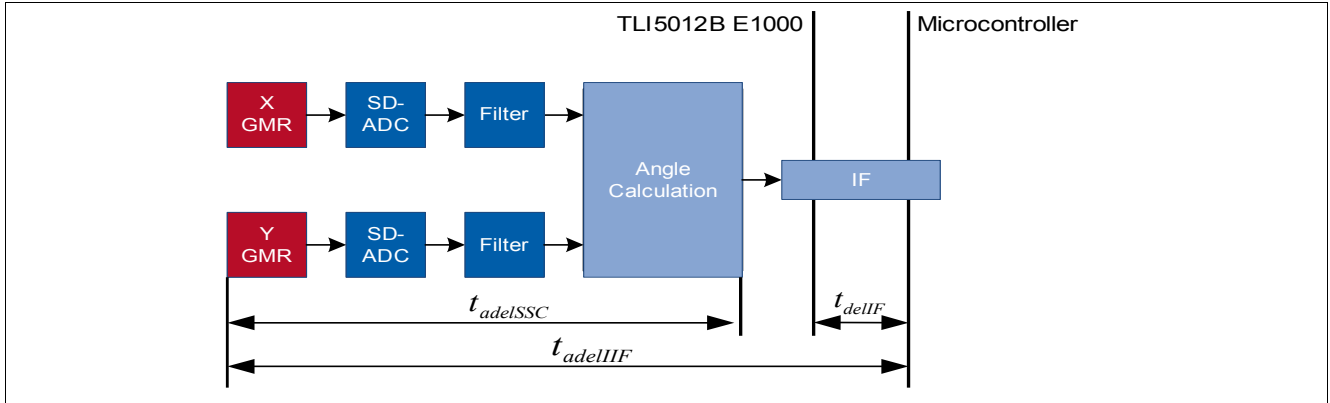 TLI5012B E1000
Microcontroller
X
GMR
SD-
ADC
Filter
Angle
Calculation
IF
Y
GMR
SD-
ADC
Filter
t_adelSSC
t_delIF
t_adelIIF